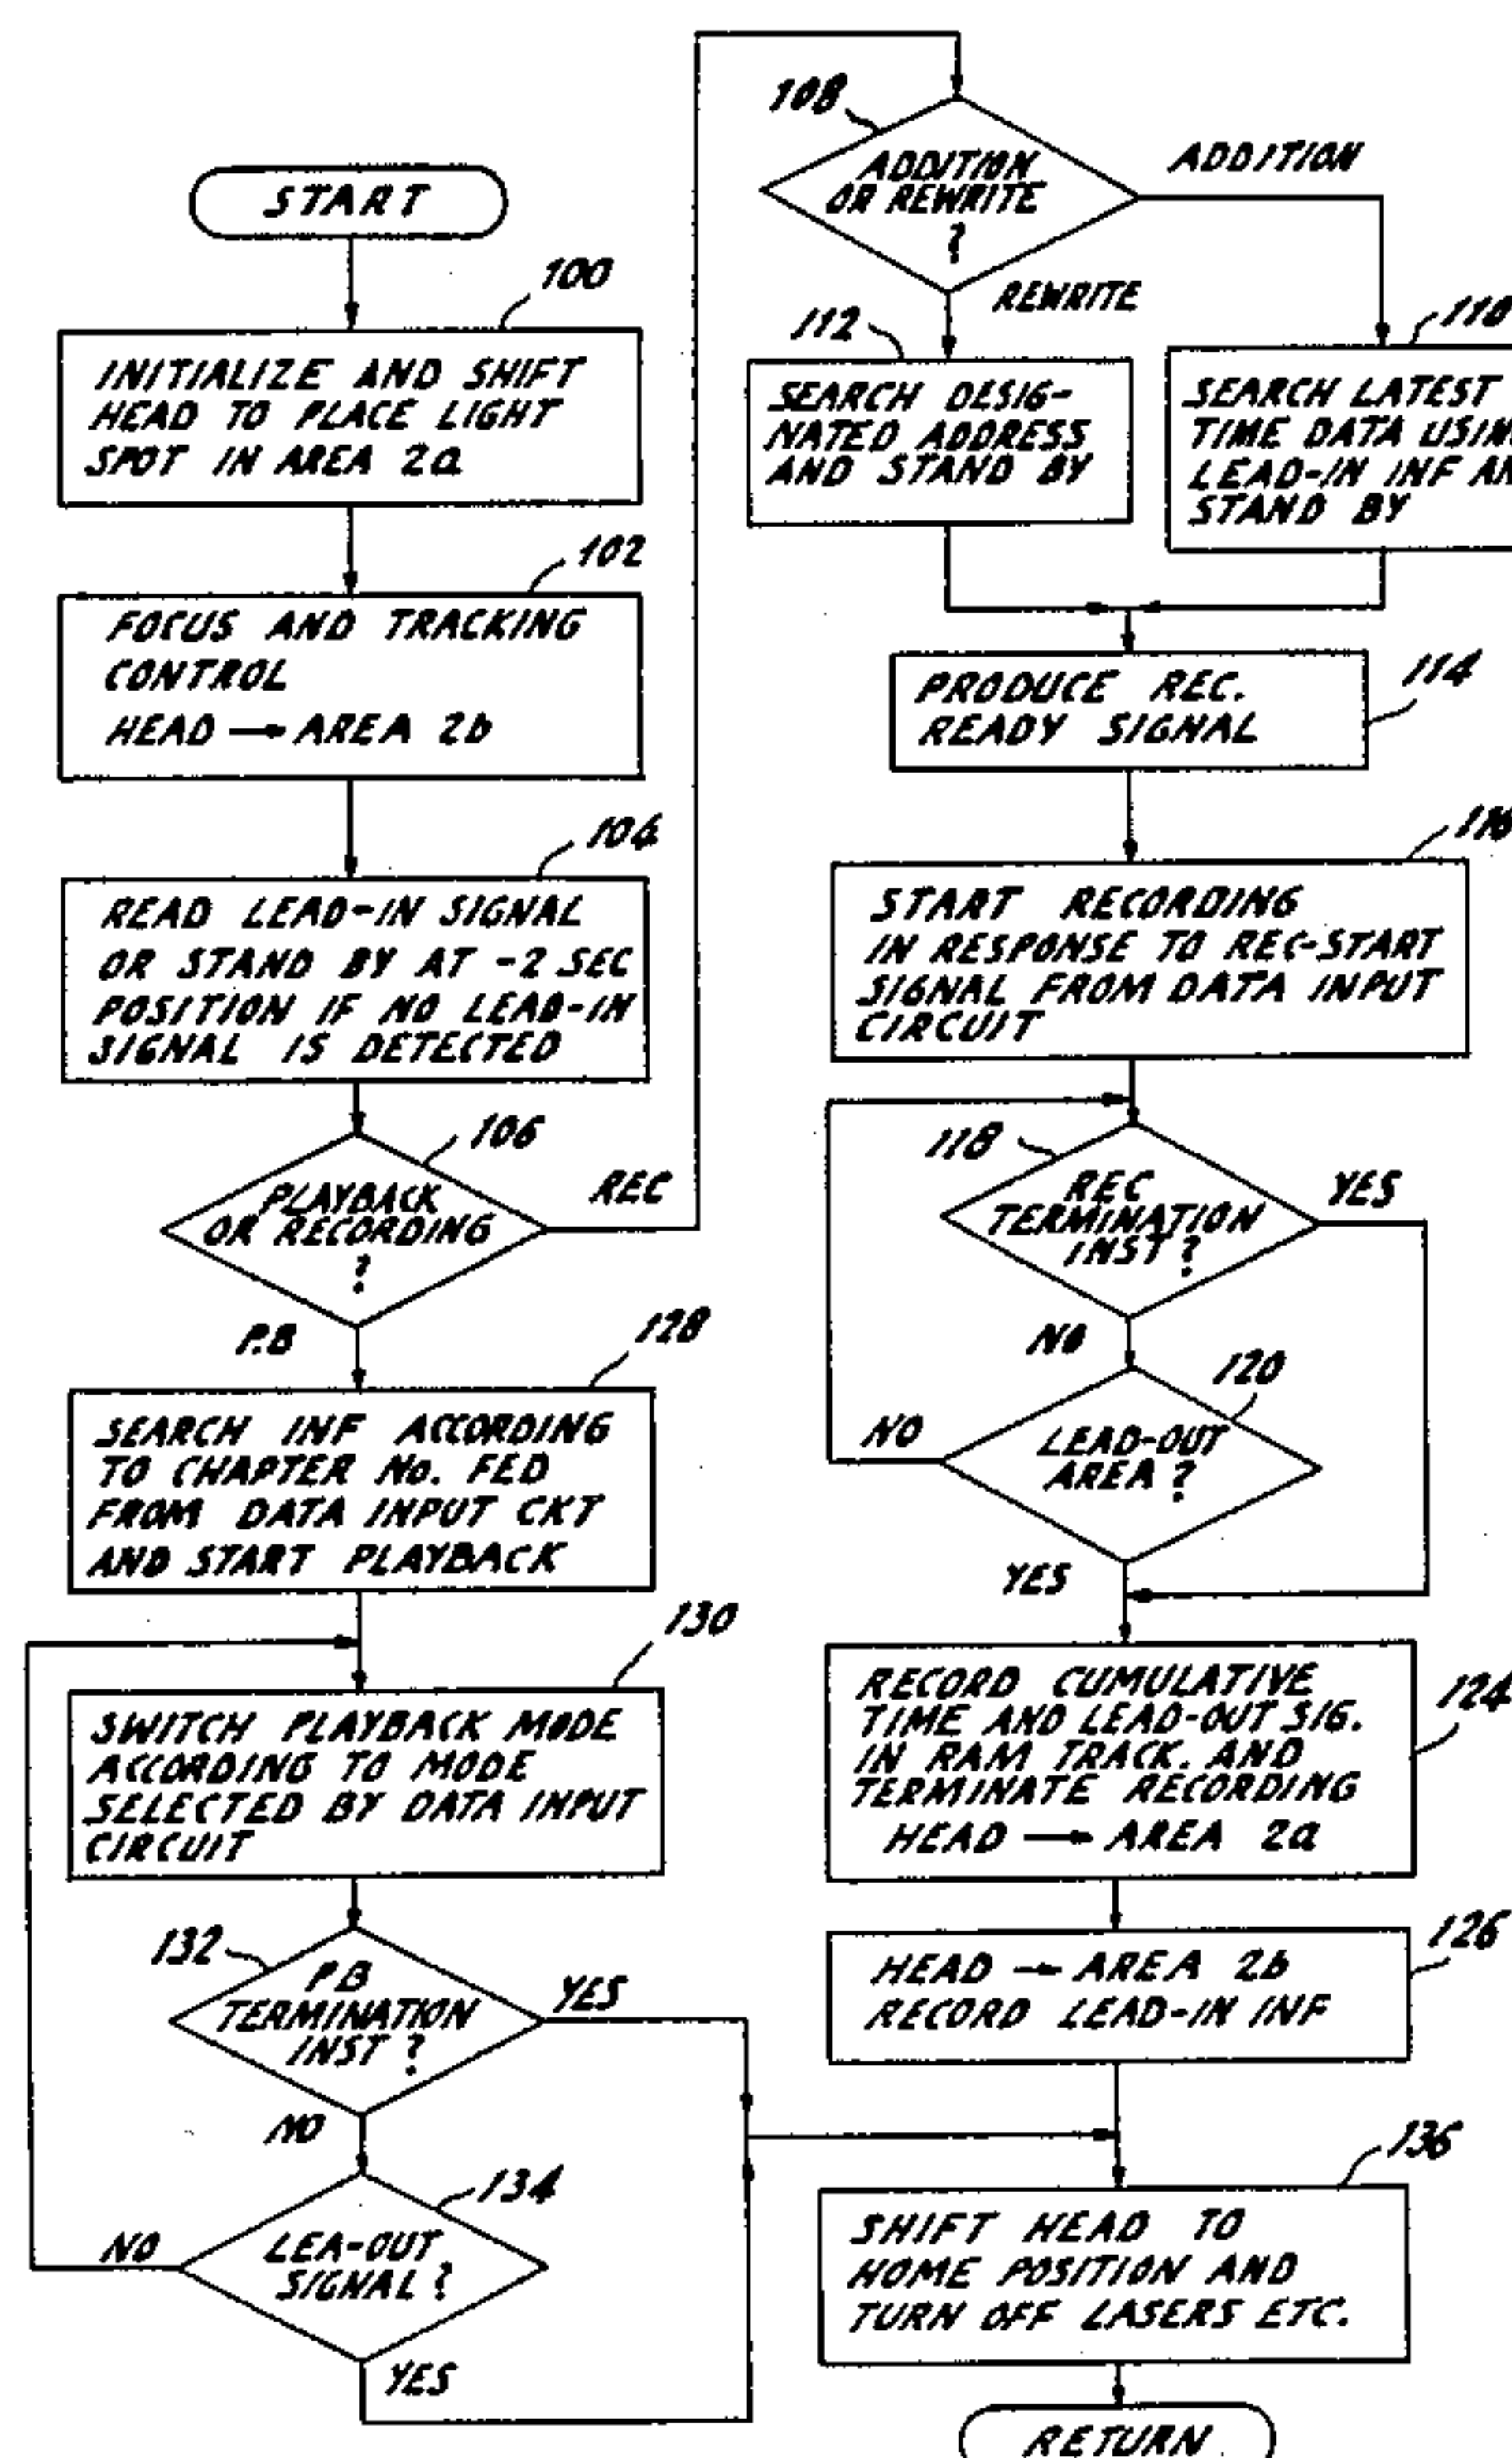 START
100
INITIALIZE AND SHIFT
HEAD TO PLACE LIGHT
SPOT IN AREA 2a
102
FOCUS AND TRACKING
CONTROL
HEAD → AREA 2b
104
READ LEAD-IN SIGNAL
OR STAND BY AT -2 SEC
POSITION IF NO LEAD-IN
SIGNAL IS DETECTED
106
PLAYBACK
OR RECORDING
?
REC
P.B
128
SEARCH INF ACCORDING
TO CHAPTER No. FED
FROM DATA INPUT CKT
AND START PLAYBACK
130
SWITCH PLAYBACK MODE
ACCORDING TO MODE
SELECTED BY DATA INPUT
CIRCUIT
132
P.B
TERMINATION
INST ?
YES
NO
134
LEA-OUT
SIGNAL ?
NO
YES
108
ADDITION
OR REWRITE
?
ADDITION
REWRITE
112
SEARCH DESIG-
NATED ADDRESS
AND STAND BY
110
SEARCH LATEST
TIME DATA USING
LEAD-IN INF
STAND BY
114
PRODUCE REC.
READY SIGNAL
116
START RECORDING
IN RESPONSE TO REC-START
SIGNAL FROM DATA INPUT
CIRCUIT
118
REC
TERMINATION
INST ?
YES
NO
120
LEAD-OUT
AREA ?
NO
YES
124
RECORD CUMULATIVE
TIME AND LEAD-OUT SIG.
IN RAM TRACK. AND
TERMINATE RECORDING
HEAD → AREA 2a
126
HEAD → AREA 2b
RECORD LEAD-IN INF
136
SHIFT HEAD TO
HOME POSITION AND
TURN OFF LASERS ETC.
RETURN